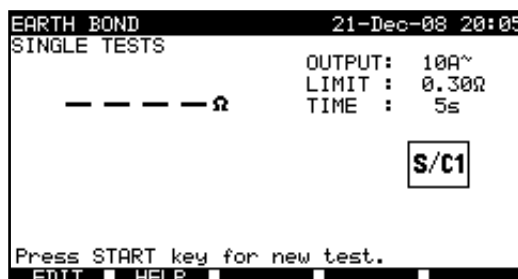 EARTH BOND 21-Dec-08 20:05
SINGLE TESTS
OUTPUT: 10A~
LIMIT : 0.30Ω
– – – – Ω TIME : 5s
S/C1
Press START key for new test.
EDIT HELP